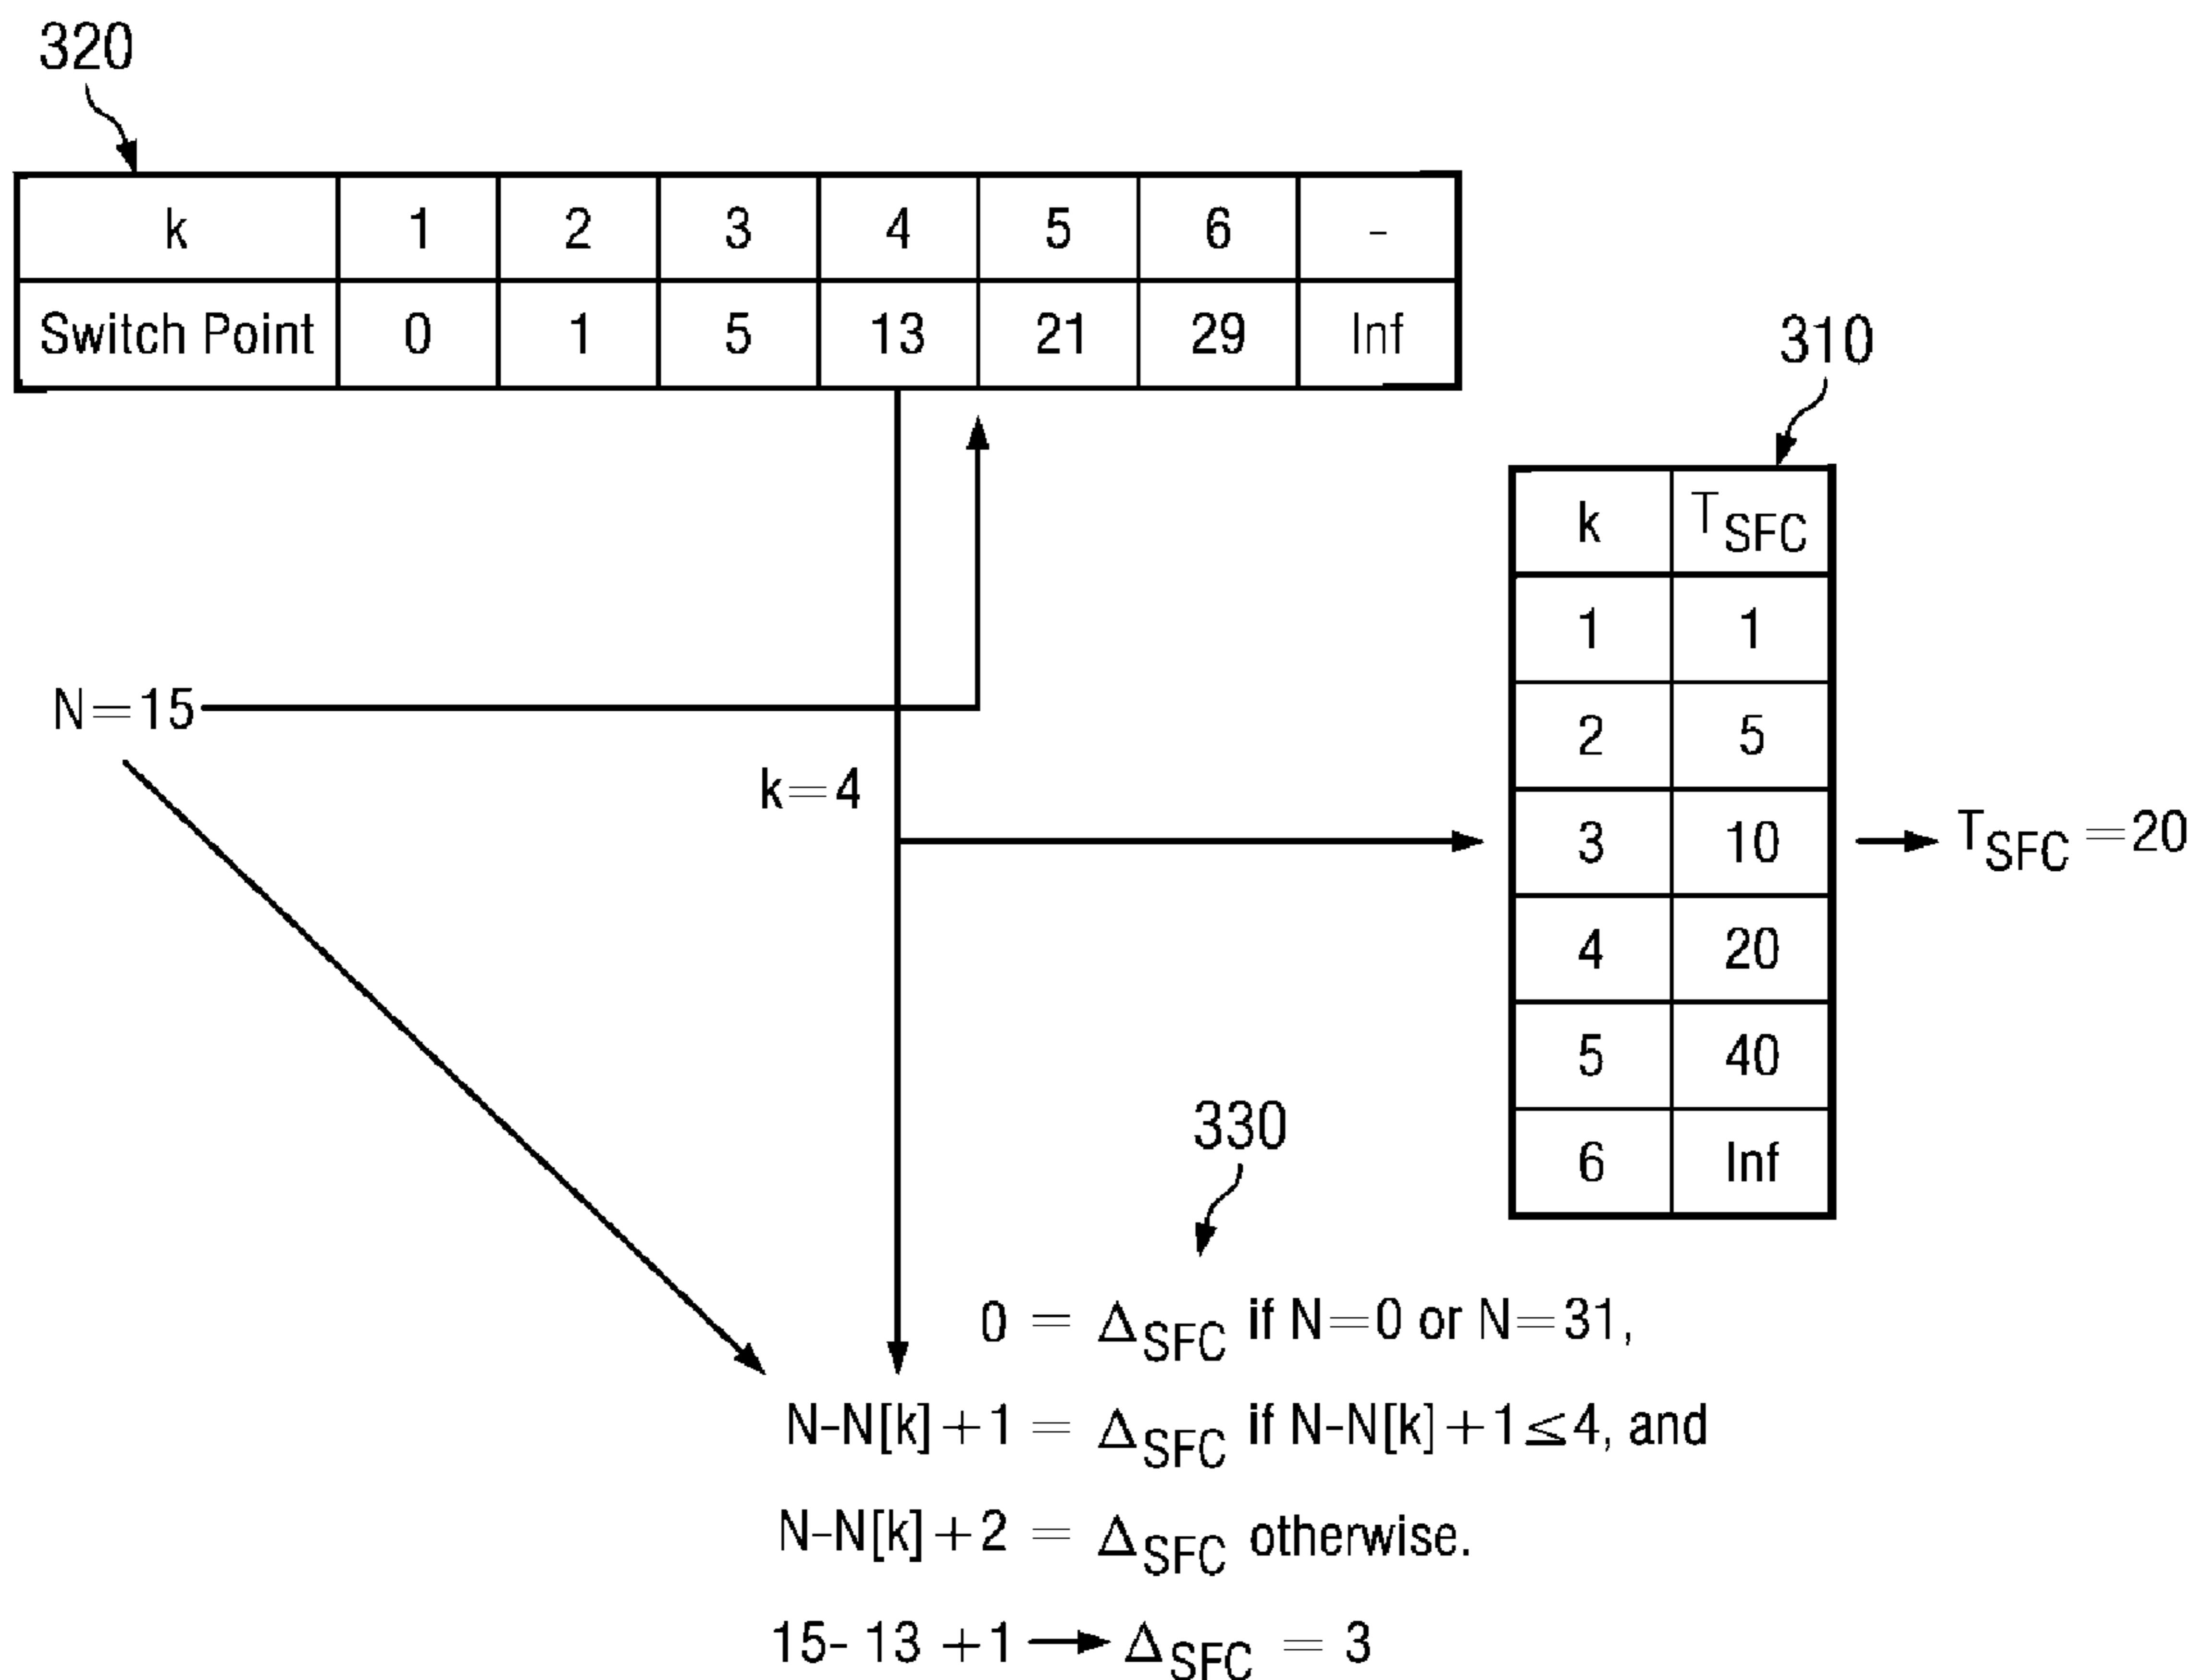 320
k 1 2 3 4 5 6 -
Switch Point 0 1 5 13 21 29 Inf
310
k TSFC
1 1
2 5
3 10
4 20
5 40
6 Inf
N=15
k=4
TSFC =20
330
0 = ΔSFC if N=0 or N=31,
N-N[k]+1 = ΔSFC if N-N[k]+1≤4, and
N-N[k]+2 = ΔSFC otherwise.
15- 13 +1 → ΔSFC = 3